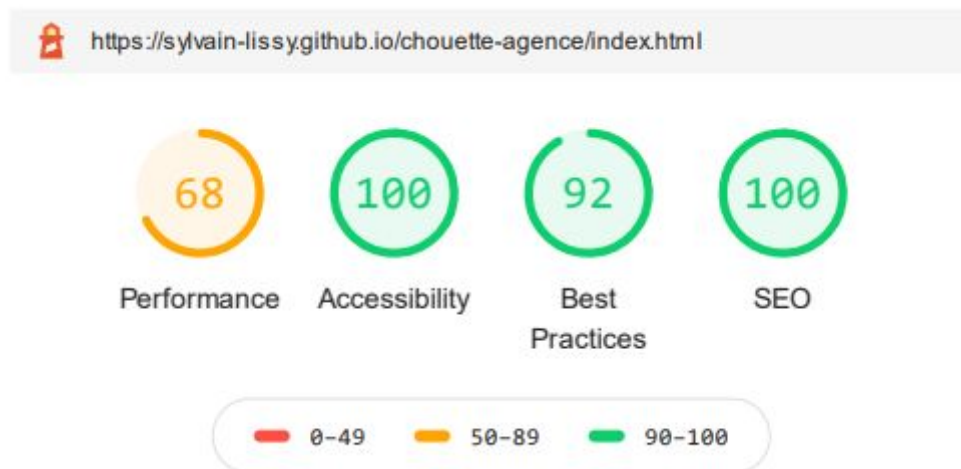 https://sylvain-lissy.github.io/chouette-agence/index.html
68 100 92 100
Performance Accessibility Best Practices SEO
0-49 50-89 90-100